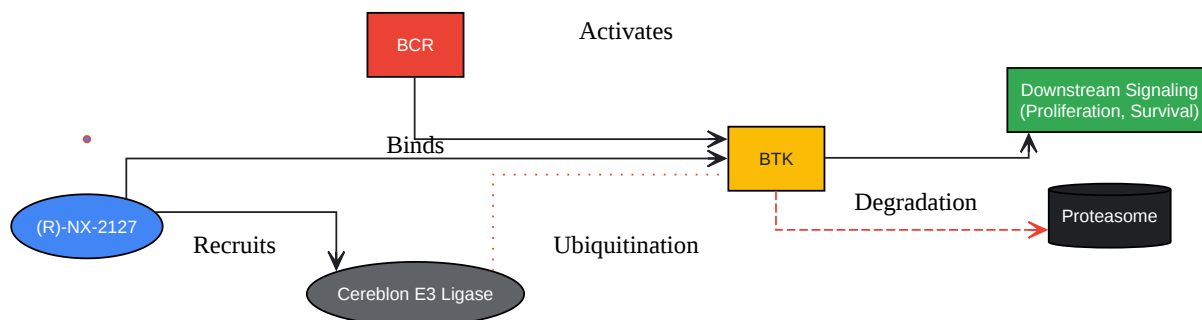 Activates
BCR
Downstream Signaling
(Proliferation, Survival)
Binds
BTK
Degradation
Proteasome
(R)-NX-2127
Recruits
Ubiquitination
Cereblon E3 Ligase